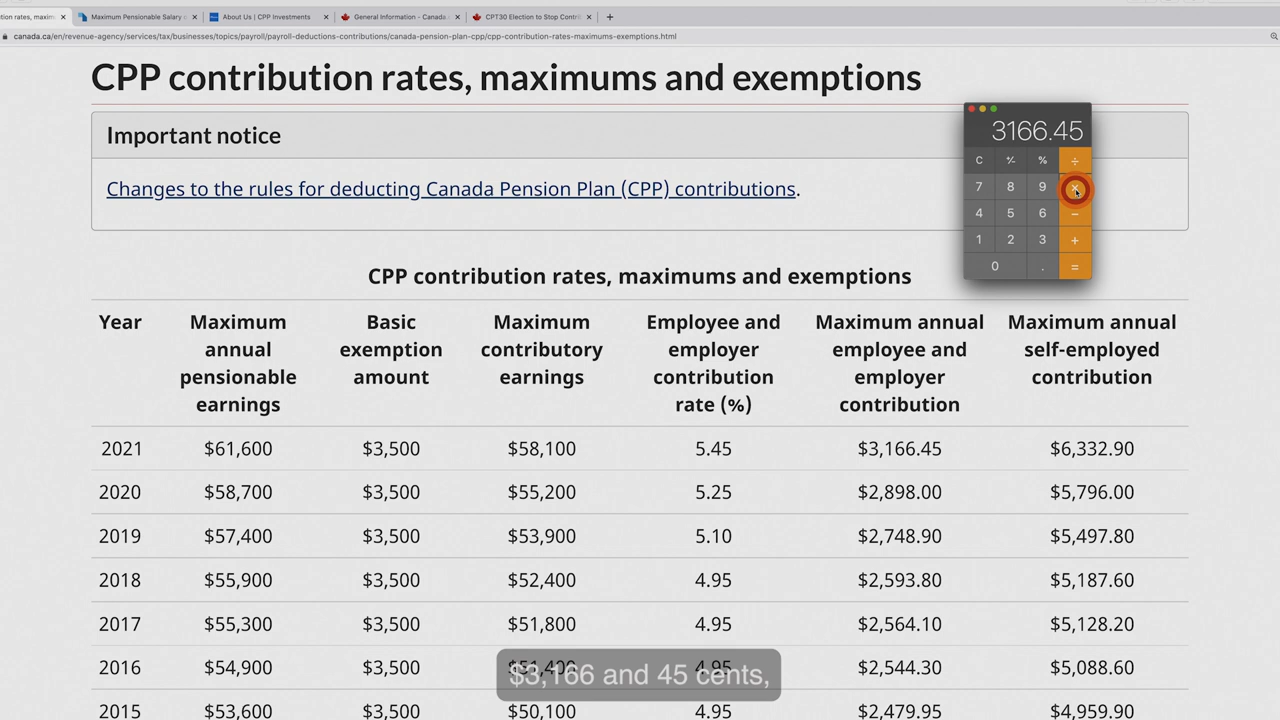 tion rates, maxim
Maximum Pensionable Salary
About Us | CPP Investments
General Information - Canada.
CPT30 Election to Stop Contri
canada.ca/en/revenue-agency/services/tax/businesses/topics/payroll/payroll-deductions-contributions/canada-pension-plan-cpp/cpp-contribution-rates-maximums-exemptions.html
CPP contribution rates, maximums and exemptions
Important notice
Changes to the rules for deducting Canada Pension Plan (CPP) contributions.
3166.45
C +/- % ÷
7 8 9 ×
4 5 6 −
1 2 3 +
0 . =
CPP contribution rates, maximums and exemptions
Year
Maximum
annual
pensionable
earnings
Basic
exemption
amount
Maximum
contributory
earnings
Employee and
employer
contribution
rate (%)
Maximum annual
employee and
employer
contribution
Maximum annual
self-employed
contribution
2021 $61,600 $3,500 $58,100 5.45 $3,166.45 $6,332.90
2020 $58,700 $3,500 $55,200 5.25 $2,898.00 $5,796.00
2019 $57,400 $3,500 $53,900 5.10 $2,748.90 $5,497.80
2018 $55,900 $3,500 $52,400 4.95 $2,593.80 $5,187.60
2017 $55,300 $3,500 $51,800 4.95 $2,564.10 $5,128.20
2016 $54,900 $3,500 $51,400 4.95 $2,544.30 $5,088.60
$3,166 and 45 cents,
2015 $53,600 $3,500 $50,100 4.95 $2,479.95 $4,959.90